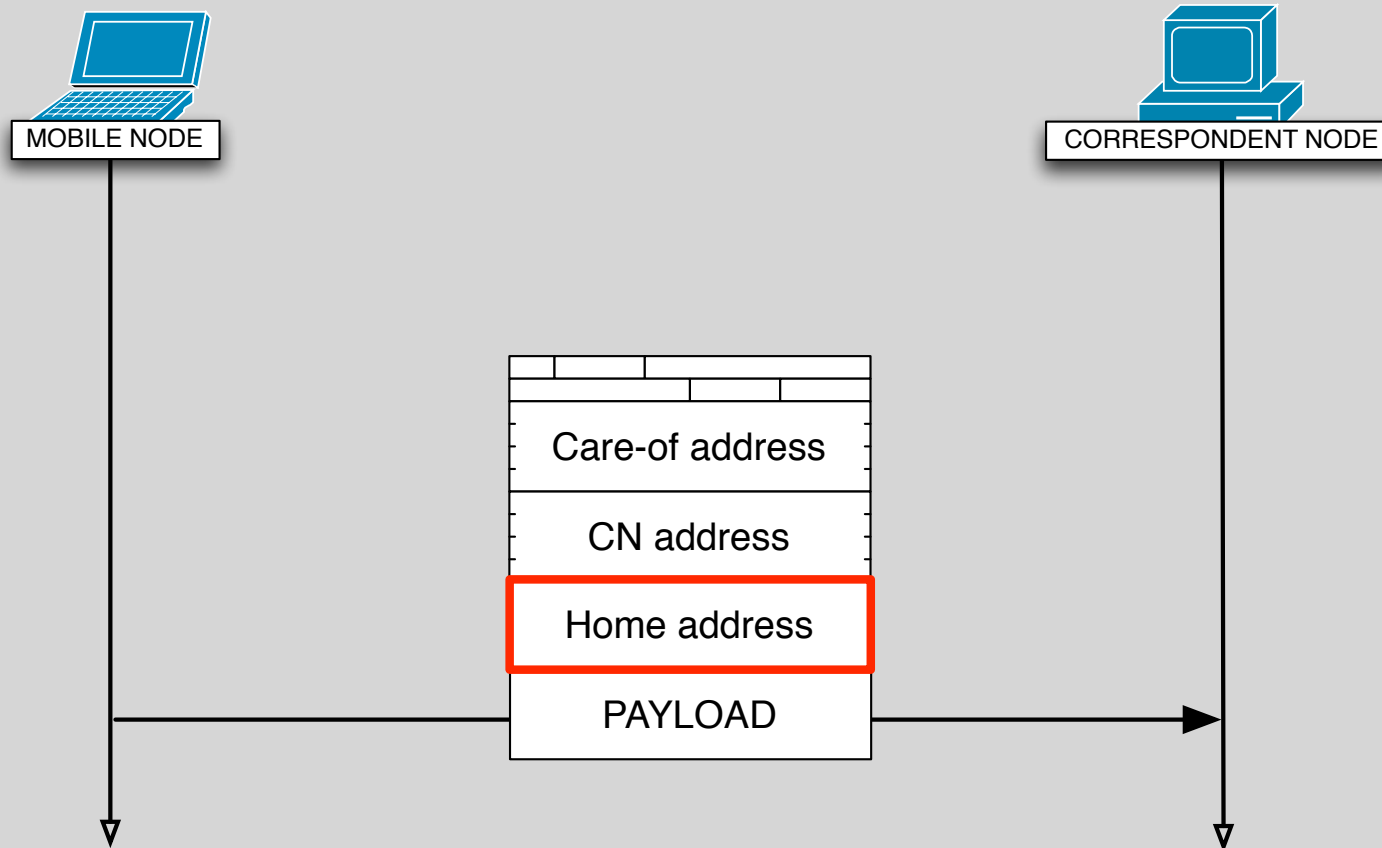 MOBILE NODE
CORRESPONDENT NODE
Care-of address
CN address
Home address
PAYLOAD